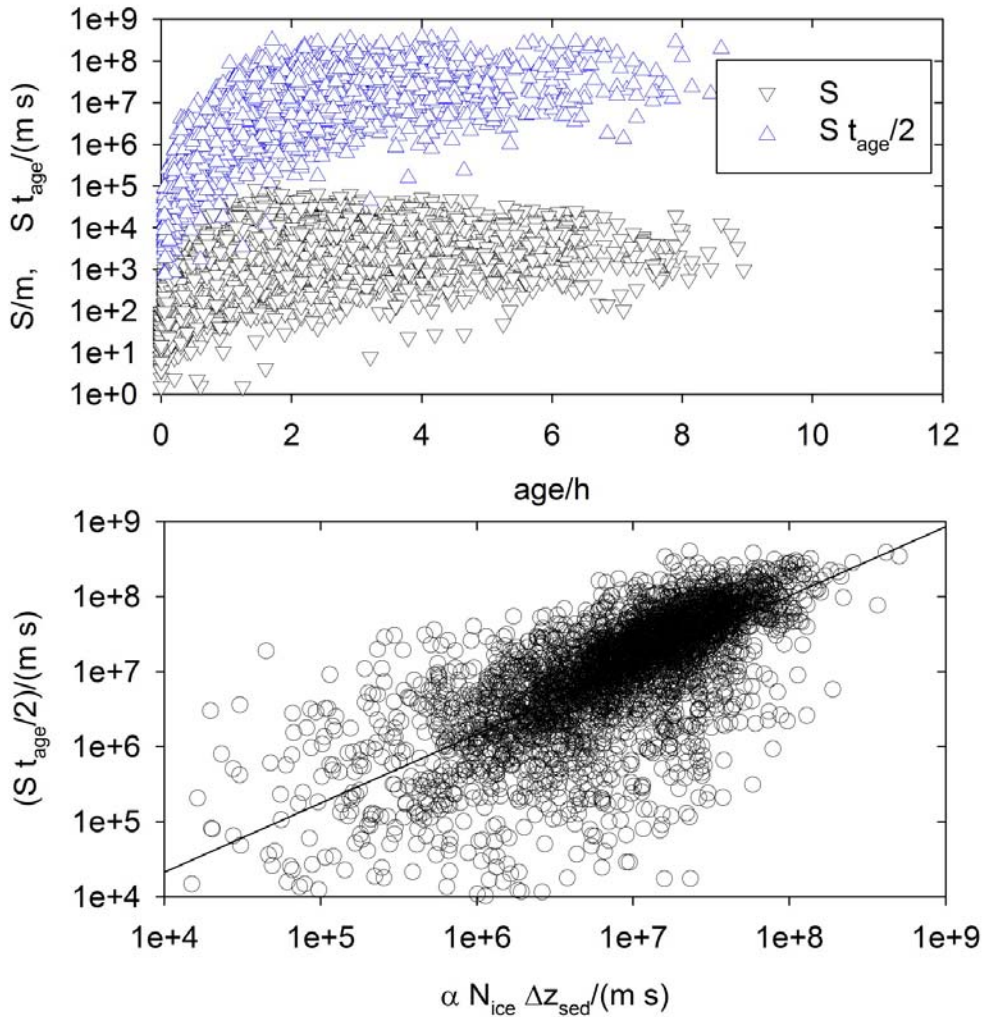 S/m, S t_age/(m s)
1e+9
1e+8
1e+7
1e+6
1e+5
1e+4
1e+3
1e+2
1e+1
1e+0
S
S t_age/2
0 2 4 6 8 10 12
age/h
(S t_age/2)/(m s)
1e+9
1e+8
1e+7
1e+6
1e+5
1e+4
1e+4 1e+5 1e+6 1e+7 1e+8 1e+9
α N_ice Δz_sed/(m s)